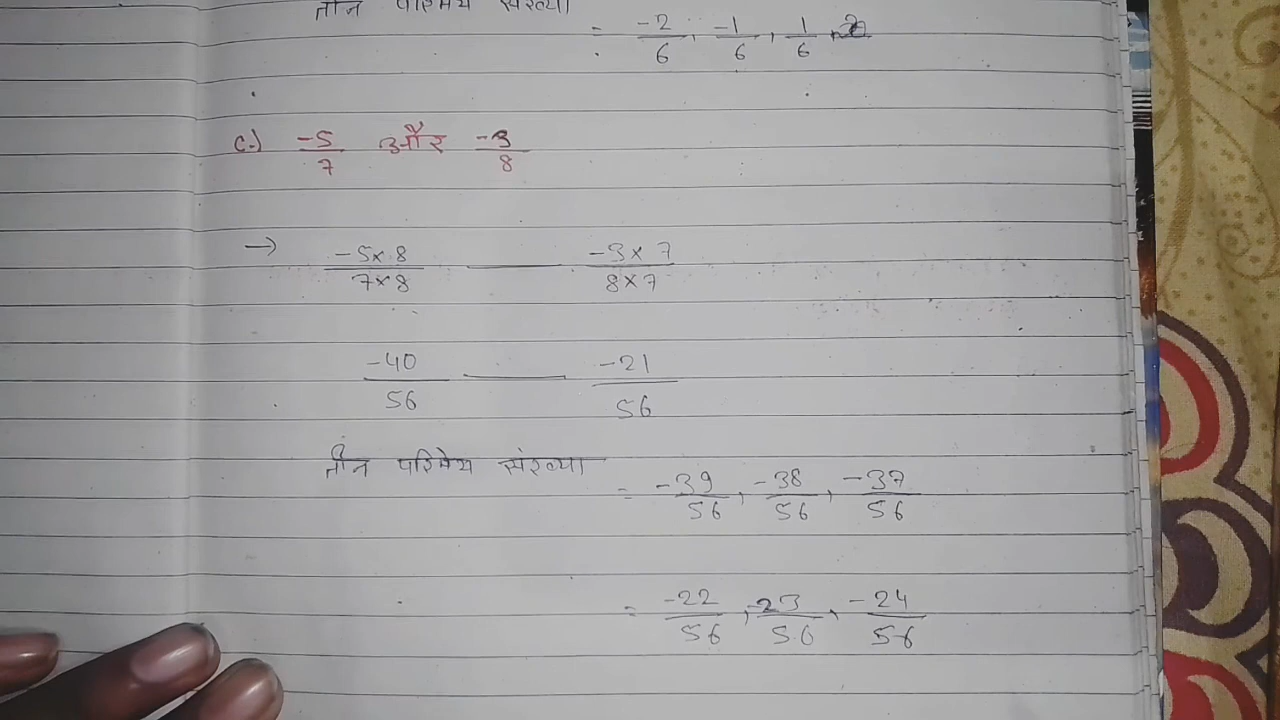 तीन परिमेय संख्या
= -2/6, -1/6, 1/6,
c.) -5/7 और -3/8
→ -5×8/7×8 —— -3×7/8×7
-40/56 —— -21/56
तीन परिमेय संख्या
= -39/56, -38/56, -37/56
= -22/56, -23/56, -24/56